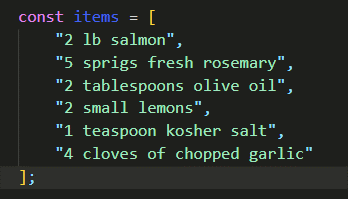 const items = [
    "2 lb salmon",
    "5 sprigs fresh rosemary",
    "2 tablespoons olive oil",
    "2 small lemons",
    "1 teaspoon kosher salt",
    "4 cloves of chopped garlic"
];